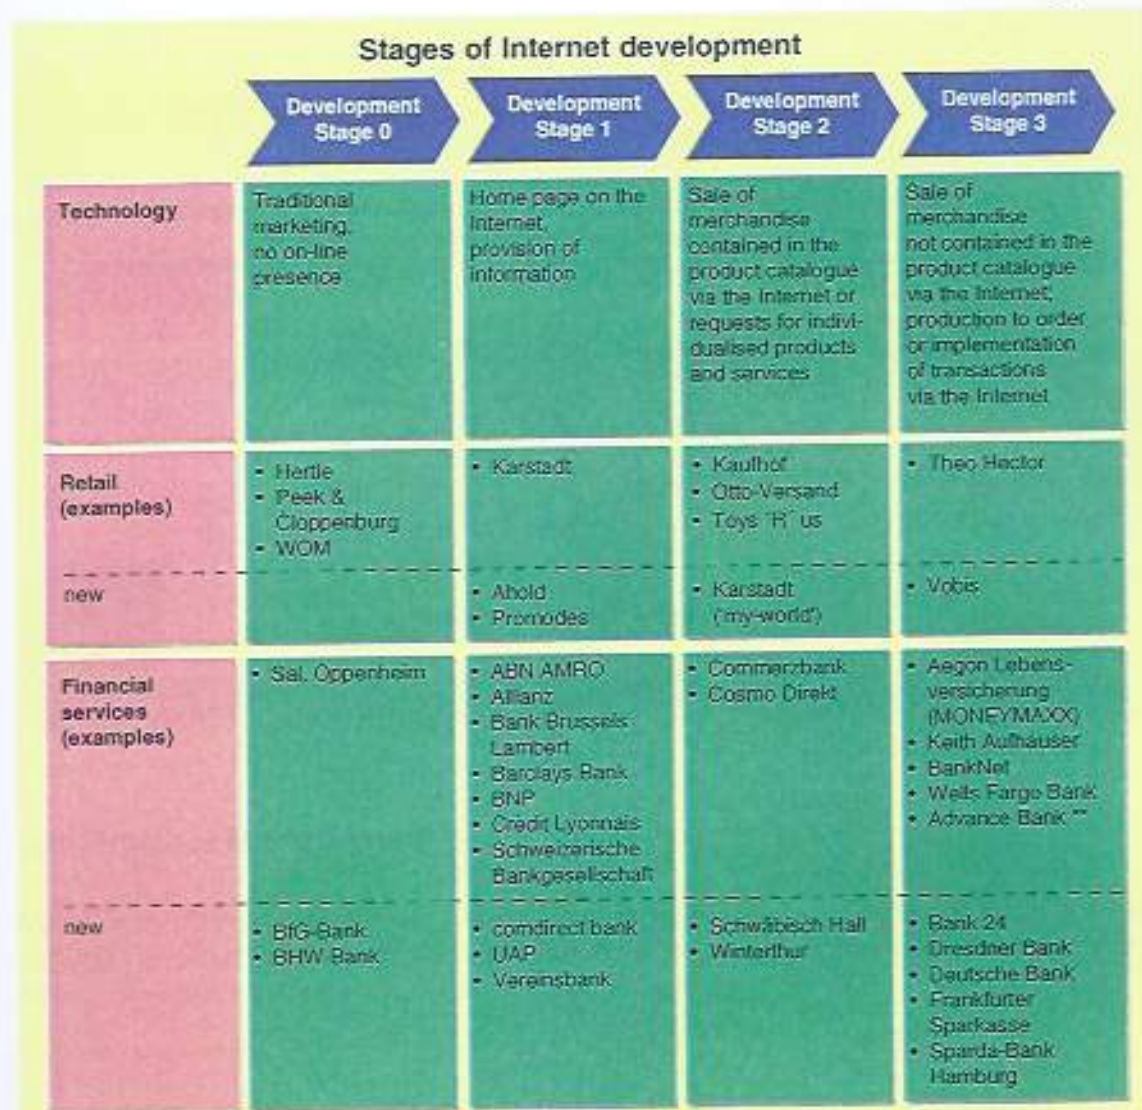 Stages of Internet development
Development
Stage 0
Development
Stage 1
Development
Stage 2
Development
Stage 3
Technology
Traditional
marketing,
no on-line
presence
Home page on the
Internet,
provision of
information
Sale of
merchandise
contained in the
product catalogue
via the Internet or
requests for indivi-
dualised products
and services
Sale of
merchandise
not contained in the
product catalogue
via the Internet,
production to order
or implementation
of transactions
via the Internet
Retail
(examples)
• Hertie
• Peek &
Cloppenburg
• WOM
• Karstadt
• Kaufhof
• Otto-Versand
• Toys ˝R˝ us
• Theo Hector
new
• Ahold
• Promodes
• Karstadt
('my-world')
• Vobis
Financial
services
(examples)
• Sal. Oppenheim
• ABN AMRO
• Allianz
• Bank Brussels
Lambert
• Barclays Bank
• BNP
• Credit Lyonnais
• Schweizerische
Bankgesellschaft
• Commerzbank
• Cosmo Direkt
• Aegon Lebens-
versicherung
(MONEYMAXX)
• Keith Aufhauser
• BankNet
• Wells Fargo Bank
• Advance Bank **
new
• BfG-Bank
• BHW Bank
• comdirect bank
• UAP
• Vereinsbank
• Schwäbisch Hall
• Winterthur
• Bank 24
• Dresdner Bank
• Deutsche Bank
• Frankfurter
Sparkasse
• Sparda-Bank
Hamburg